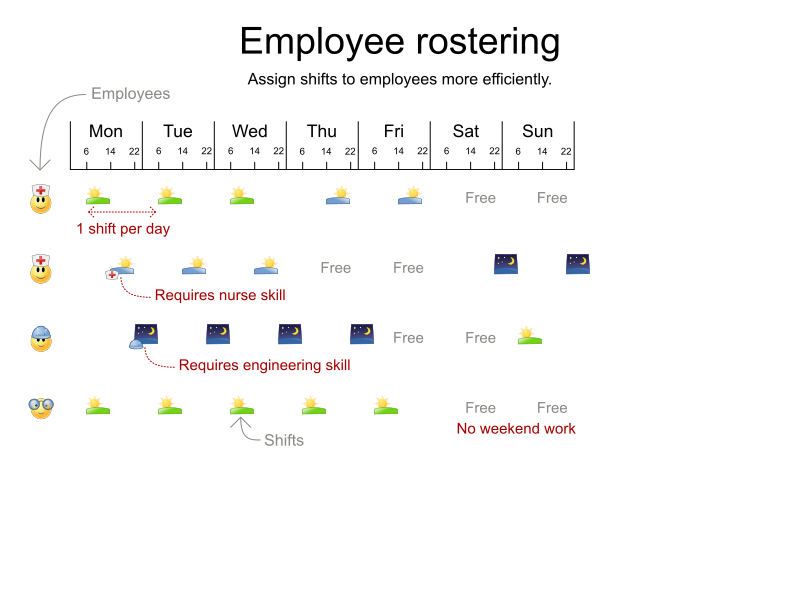 Employee rostering
Assign shifts to employees more efficiently.
Employees
Mon Tue Wed Thu Fri Sat Sun
6 14 22 6 14 22 6 14 22 6 14 22 6 14 22 6 14 22 6 14 22
Free Free
1 shift per day
Free Free
Requires nurse skill
Free Free
Requires engineering skill
Free Free
No weekend work
Shifts